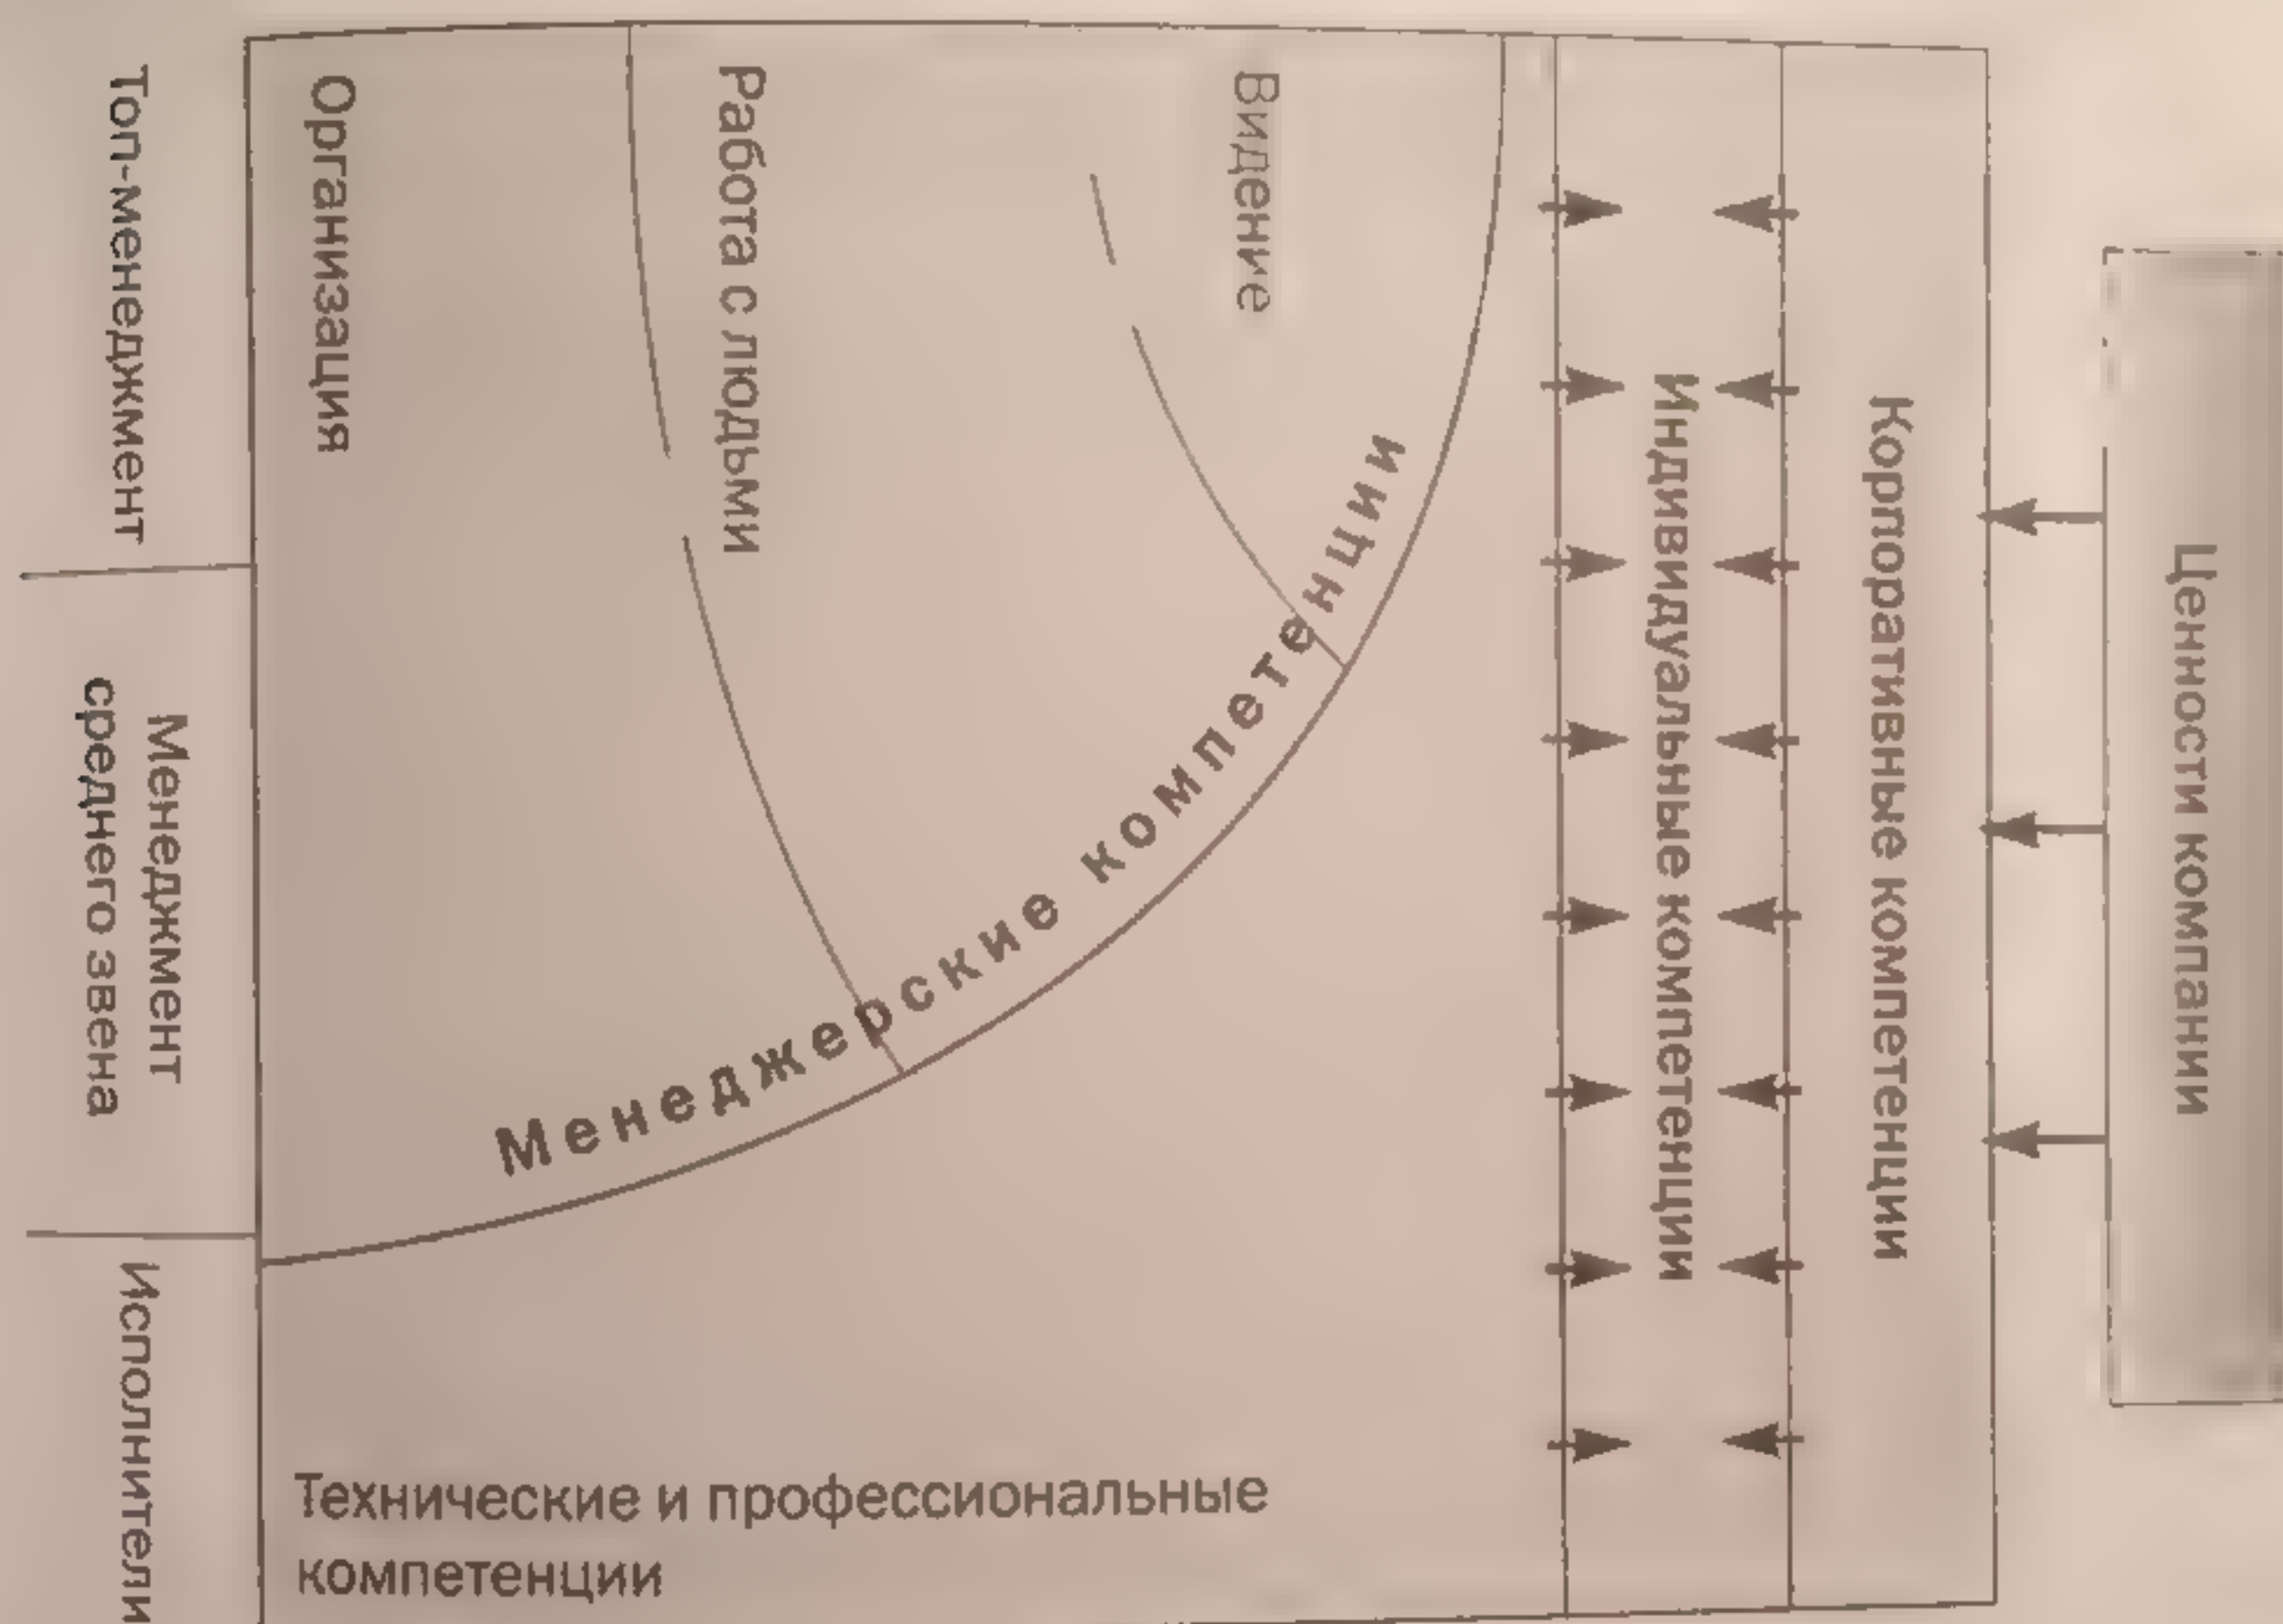 Ценности компании
Корпоративные компетенции
Индивидуальные компетенции
Видение
Работа с людьми
Организация
Менеджерские компетенции
Технические и профессиональные
компетенции
Топ-менеджмент
Менеджмент
среднего звена
Исполнители